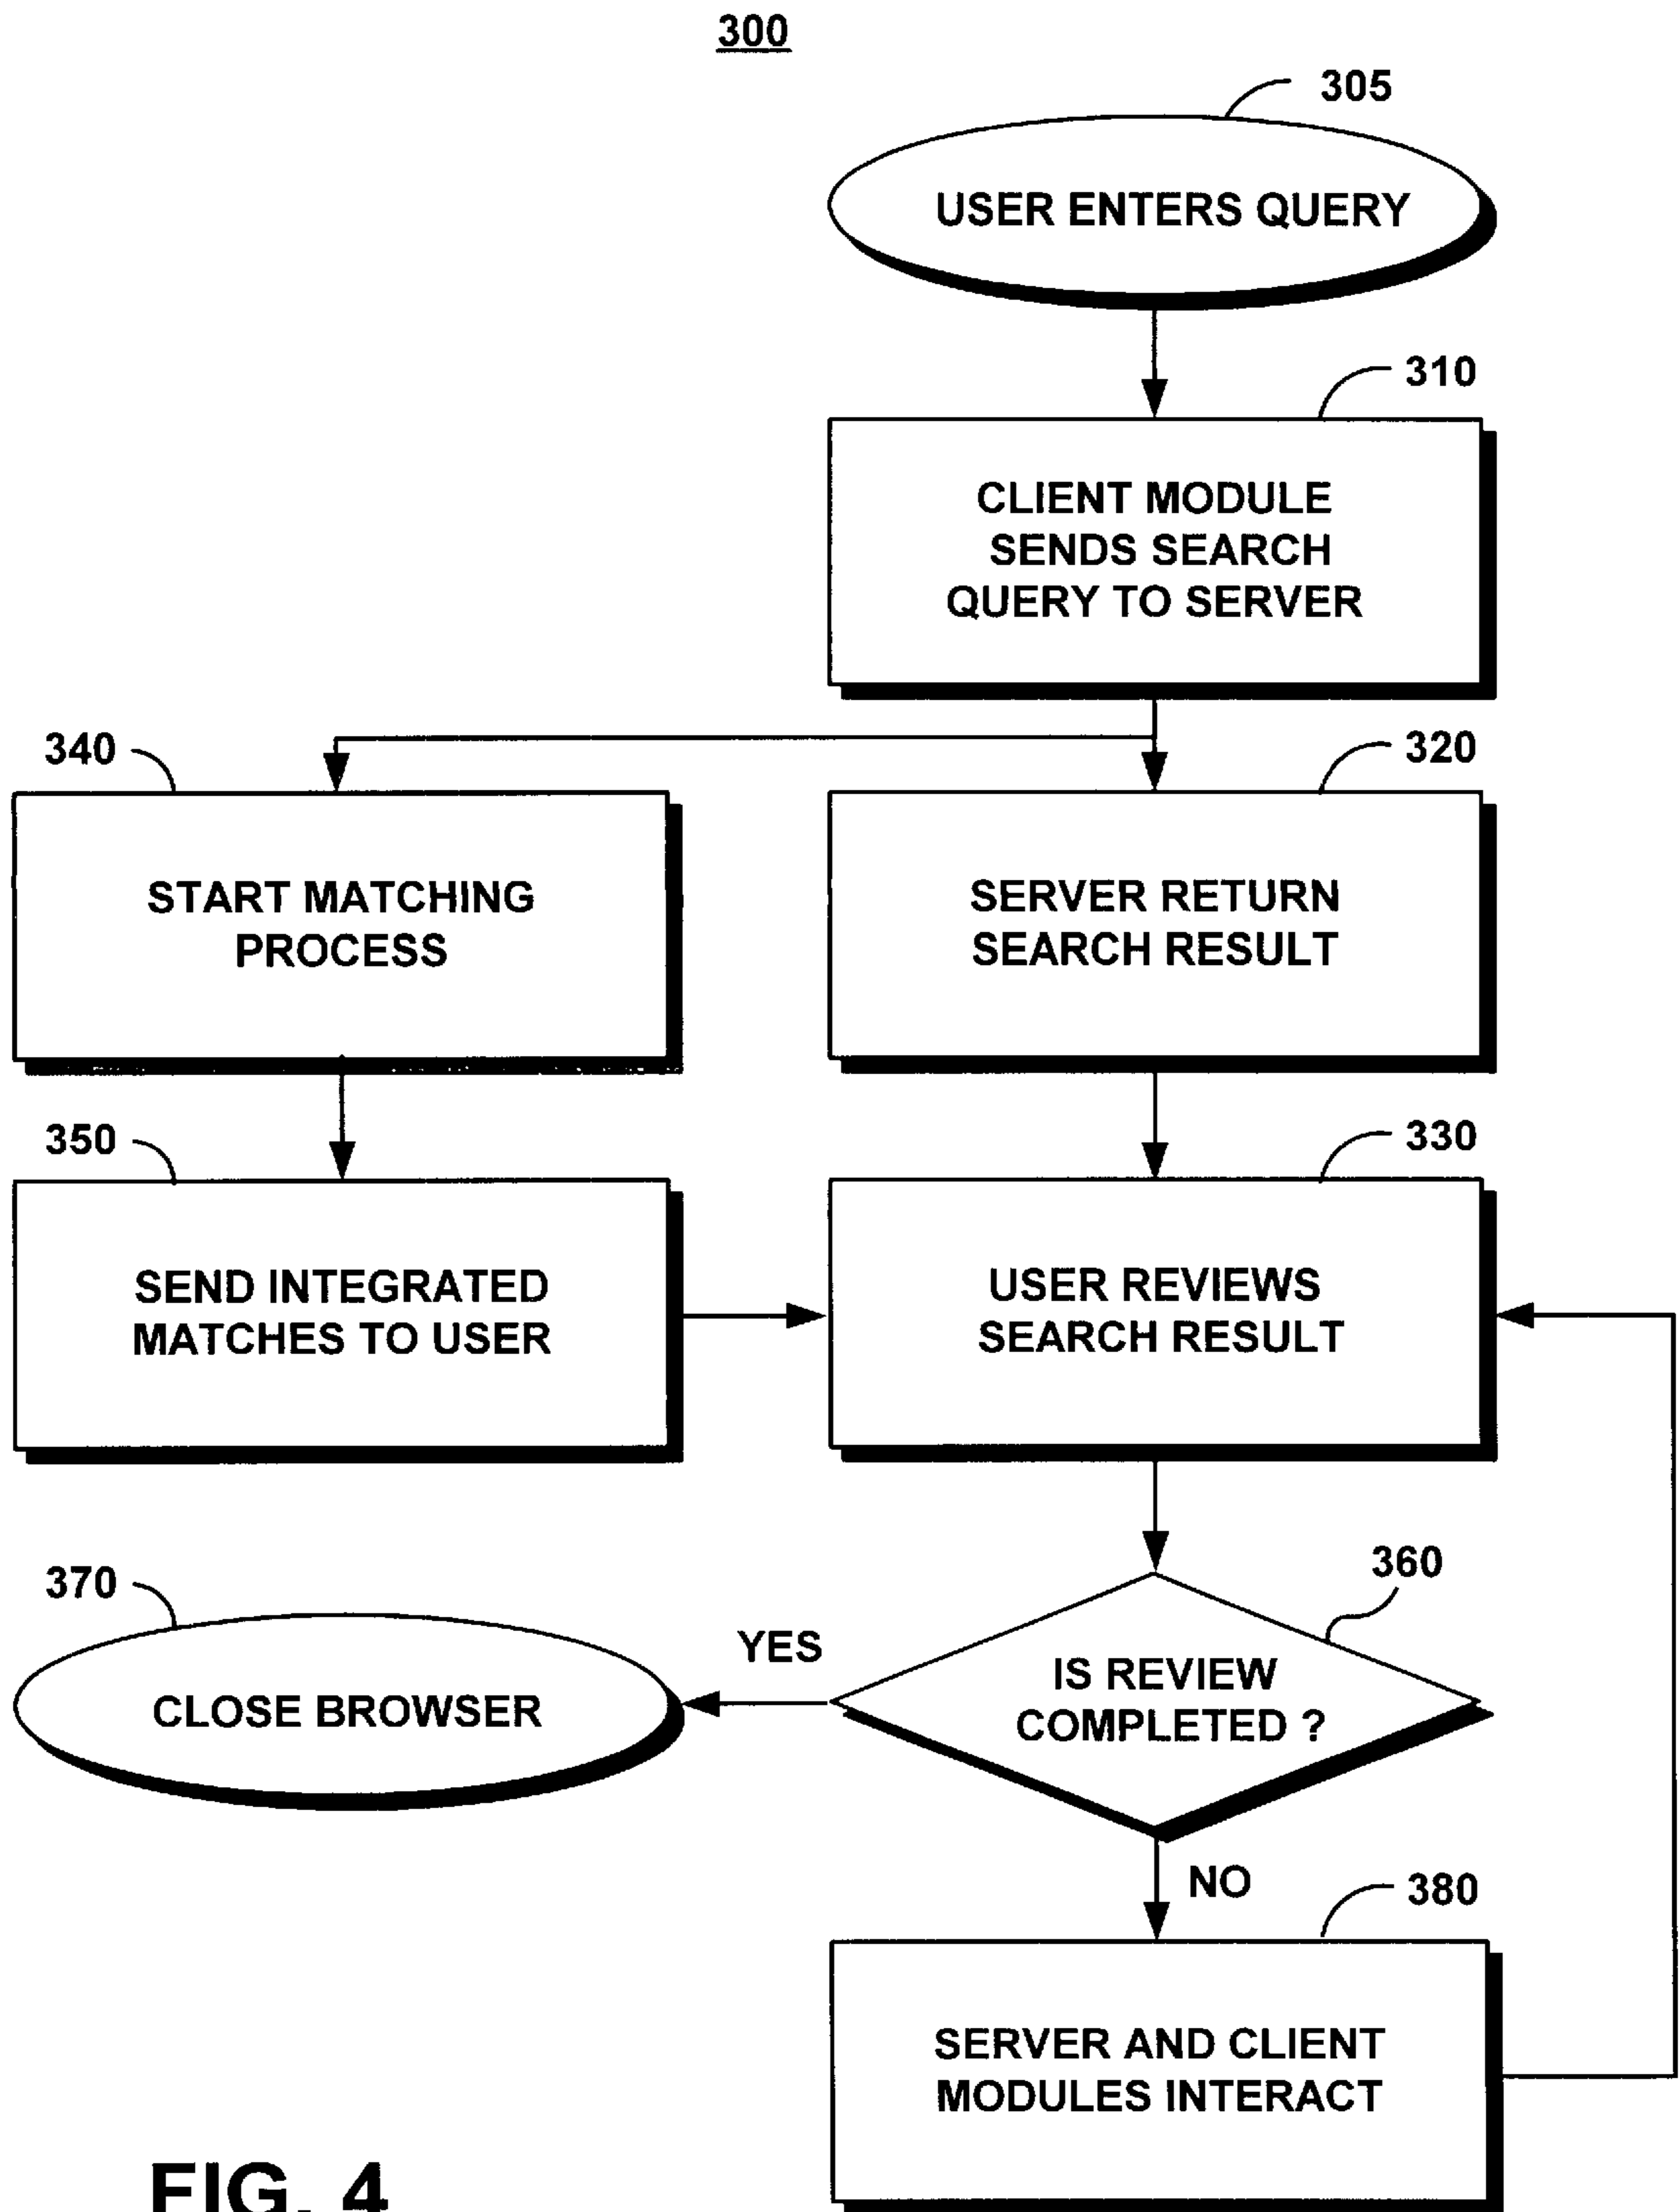 300
305
USER ENTERS QUERY
310
CLIENT MODULE
SENDS SEARCH
QUERY TO SERVER
340
320
START MATCHING
PROCESS
SERVER RETURN
SEARCH RESULT
350
330
SEND INTEGRATED
MATCHES TO USER
USER REVIEWS
SEARCH RESULT
360
370
YES
IS REVIEW
COMPLETED ?
CLOSE BROWSER
NO
380
SERVER AND CLIENT
MODULES INTERACT
FIG. 4